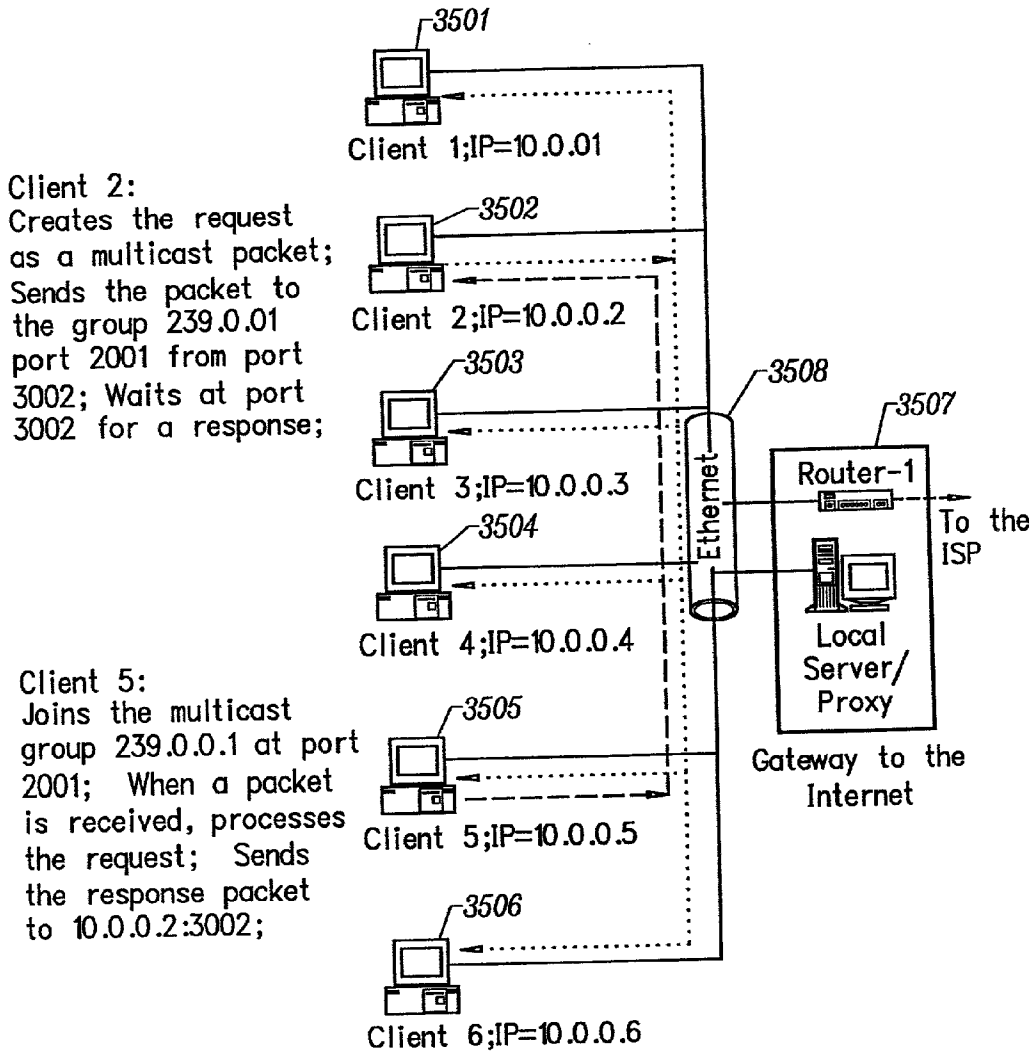 3501
Client 1;IP=10.0.01
Client 2:
Creates the request
as a multicast packet;
Sends the packet to
the group 239.0.01
port 2001 from port
3002; Waits at port
3002 for a response;
3502
Client 2;IP=10.0.0.2
3503
Client 3;IP=10.0.0.3
3508
Ethernet
3507
Router-1
To the
ISP
Local
Server/
Proxy
Gateway to the
Internet
3504
Client 4;IP=10.0.0.4
Client 5:
Joins the multicast
group 239.0.0.1 at port
2001; When a packet
is received, processes
the request; Sends
the response packet
to 10.0.0.2:3002;
3505
Client 5;IP=10.0.0.5
3506
Client 6;IP=10.0.0.6